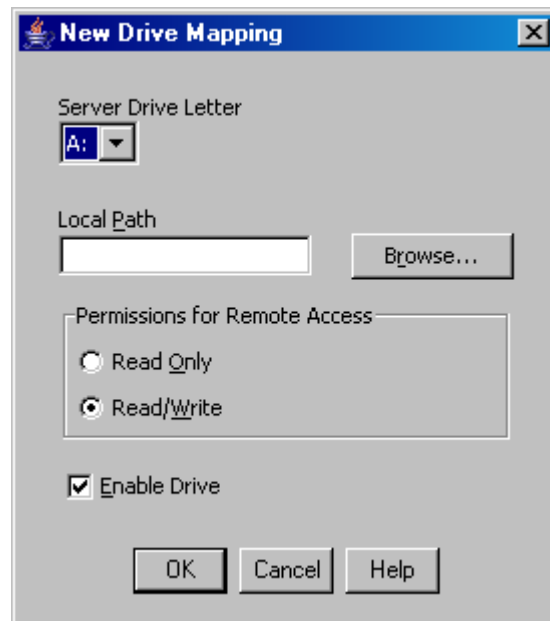 New Drive Mapping
Server Drive Letter
A:
Local Path
Browse...
Permissions for Remote Access
Read Only
Read/Write
Enable Drive
OK Cancel Help